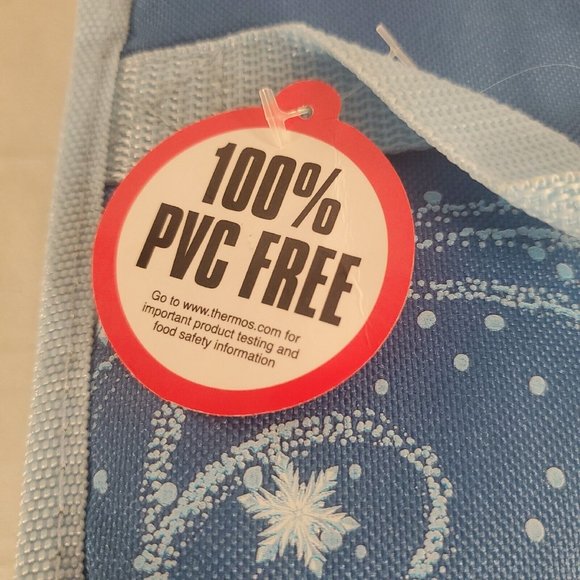 100%
PVC FREE
Go to www.thermos.com for
important product testing and
food safety information